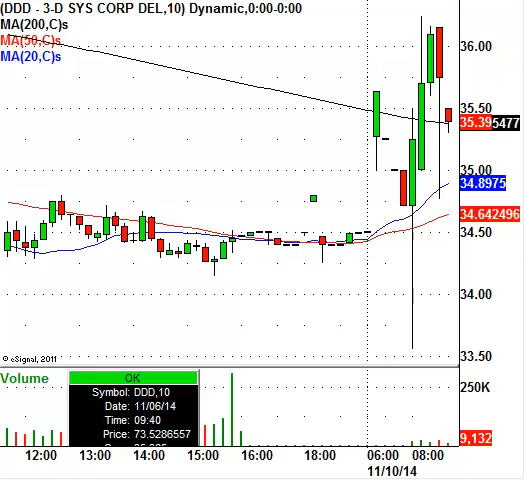 (DDD - 3-D SYS CORP DEL,10) Dynamic,0:00-0:00
MA(200,C)s
MA(50,C)s
MA(20,C)s
36.00
35.50
35.395477
35.00
34.8975
34.642496
34.50
34.00
33.50
© eSignal, 2011
Volume
OK
Symbol: DDD,10
Date: 11/06/14
Time: 09:40
Price: 73.5286557
250K
9,132
12:00 13:00 14:00 15:00 16:00 18:00 06:00 08:00
11/10/14